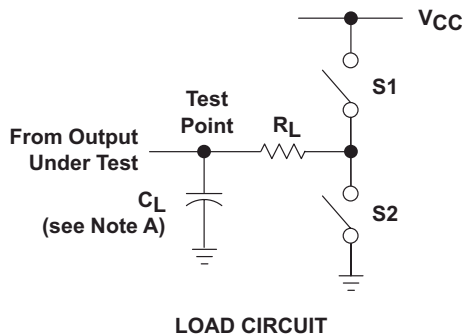 VCC
S1
Test
Point
RL
From Output
Under Test
CL
(see Note A)
S2
LOAD CIRCUIT